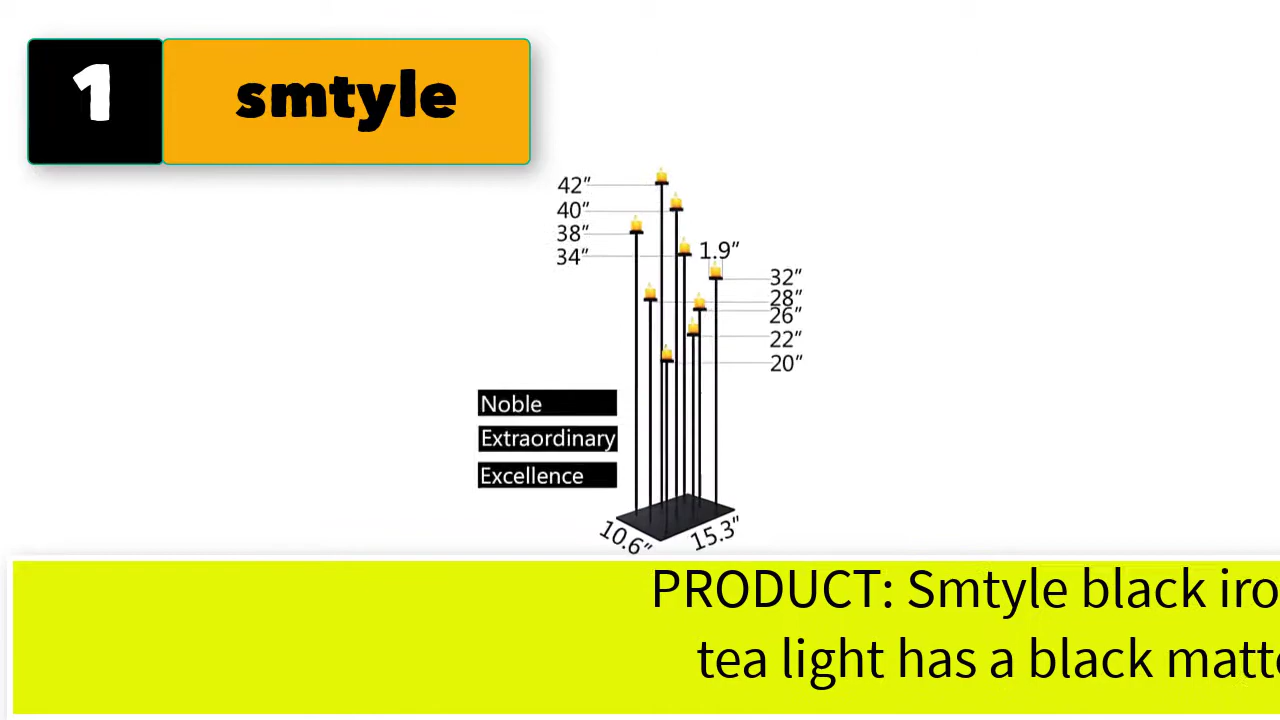 1 smtyle
42”
40”
38”
34”
1.9”
32”
28”
26”
22”
20”
Noble
Extraordinary
Excellence
10.6”
15.3”
PRODUCT: Smtyle black iro
tea light has a black matt